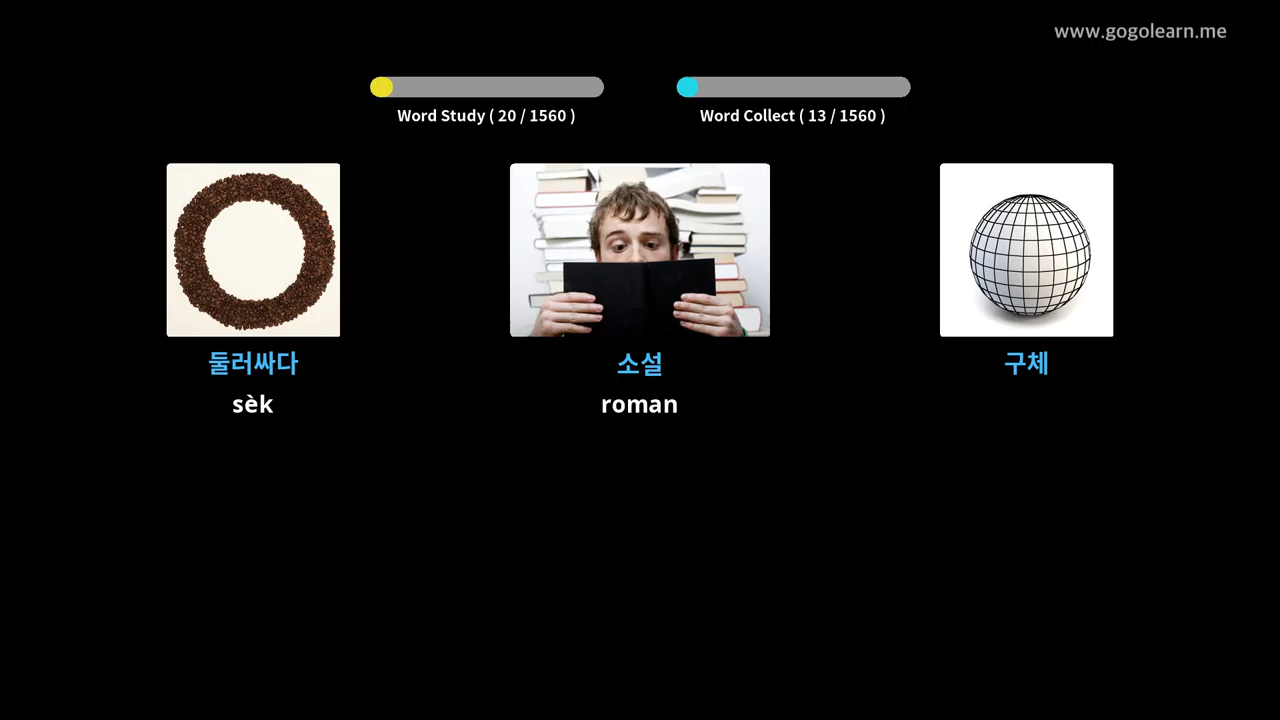 www.gogolearn.me
Word Study ( 20 / 1560 )
Word Collect ( 13 / 1560 )
둘러싸다
sèk
소설
roman
구체